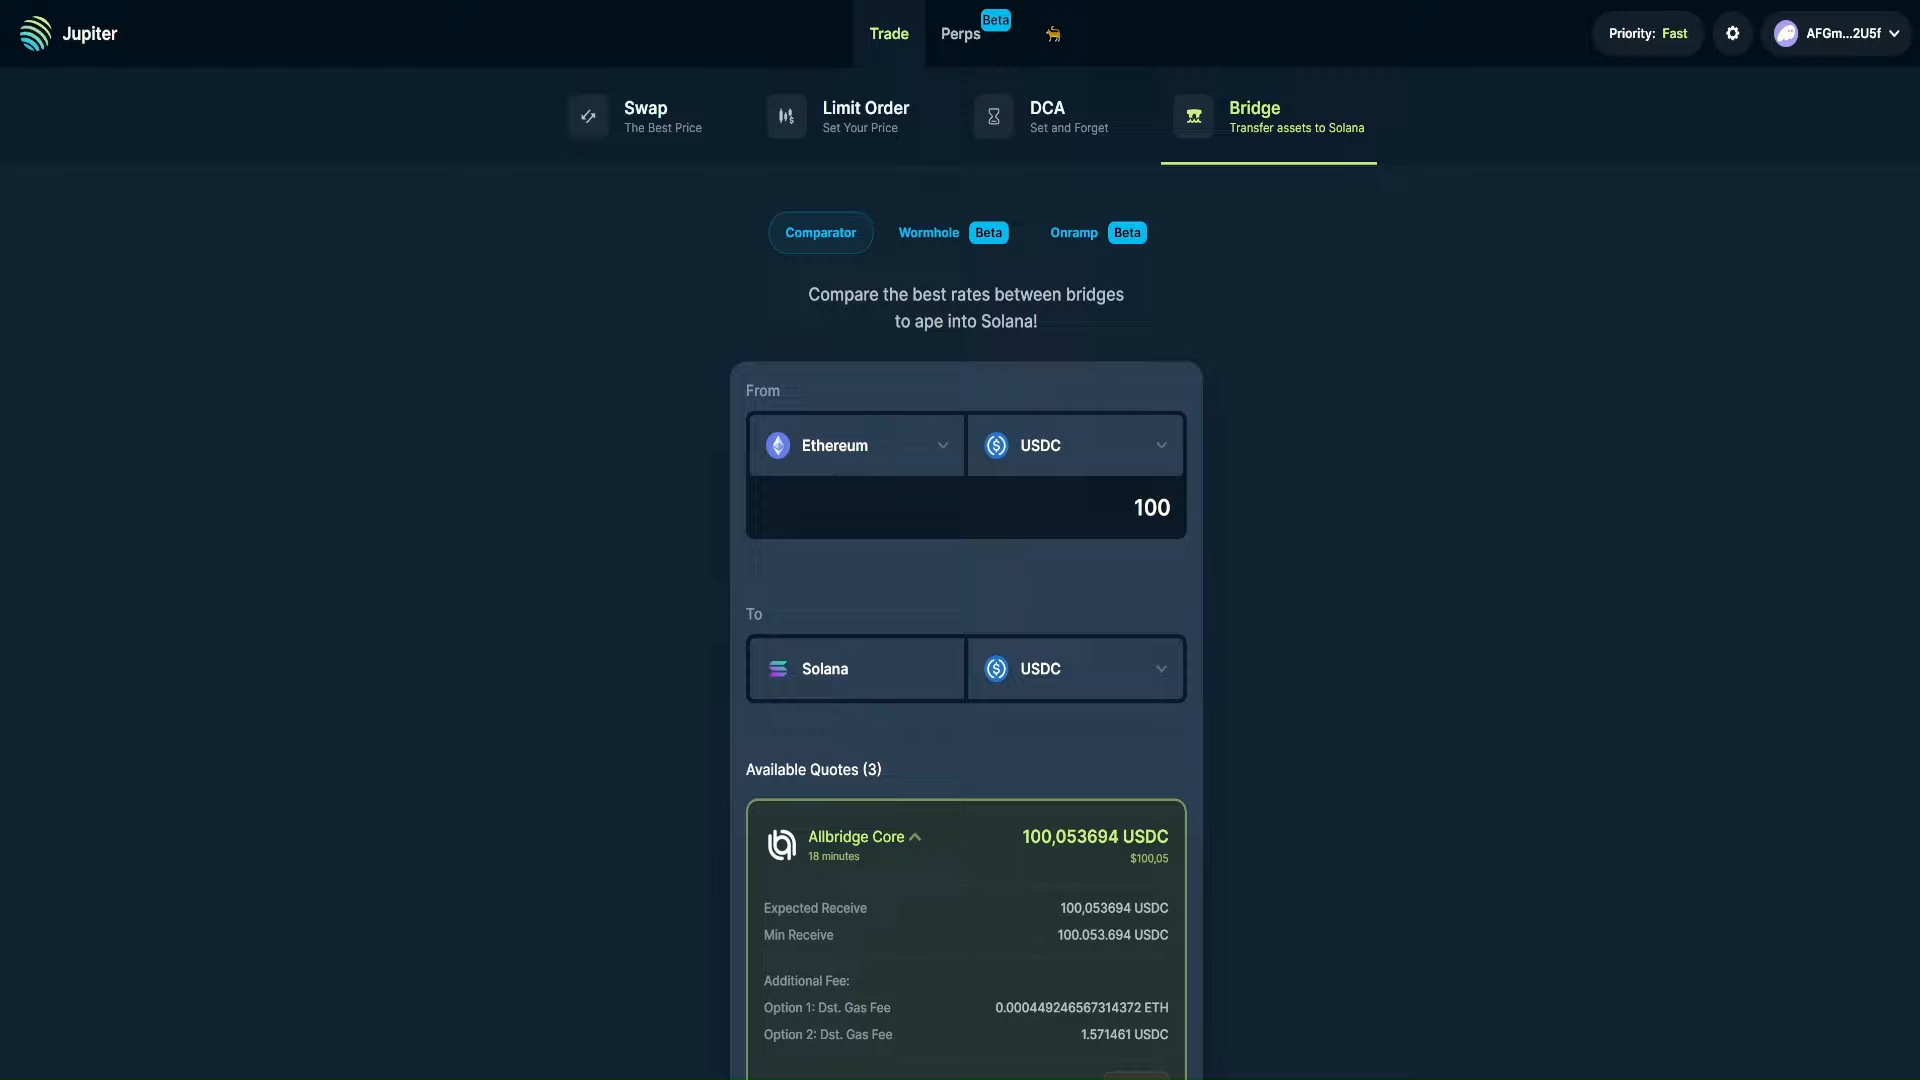 Jupiter
Trade
Perps
Beta
Priority: Fast
AFGm...2U5f
Swap
The Best Price
Limit Order
Set Your Price
DCA
Set and Forget
Bridge
Transfer assets to Solana
Comparator
Wormhole Beta
Onramp Beta
Compare the best rates between bridges
to ape into Solana!
From
Ethereum
USDC
100
To
Solana
USDC
Available Quotes (3)
Allbridge Core
100,053694 USDC
18 minutes
$100,05
Expected Receive
100,053694 USDC
Min Receive
100.053.694 USDC
Additional Fee:
Option 1: Dst. Gas Fee
0.000449246567314372 ETH
Option 2: Dst. Gas Fee
1.571461 USDC